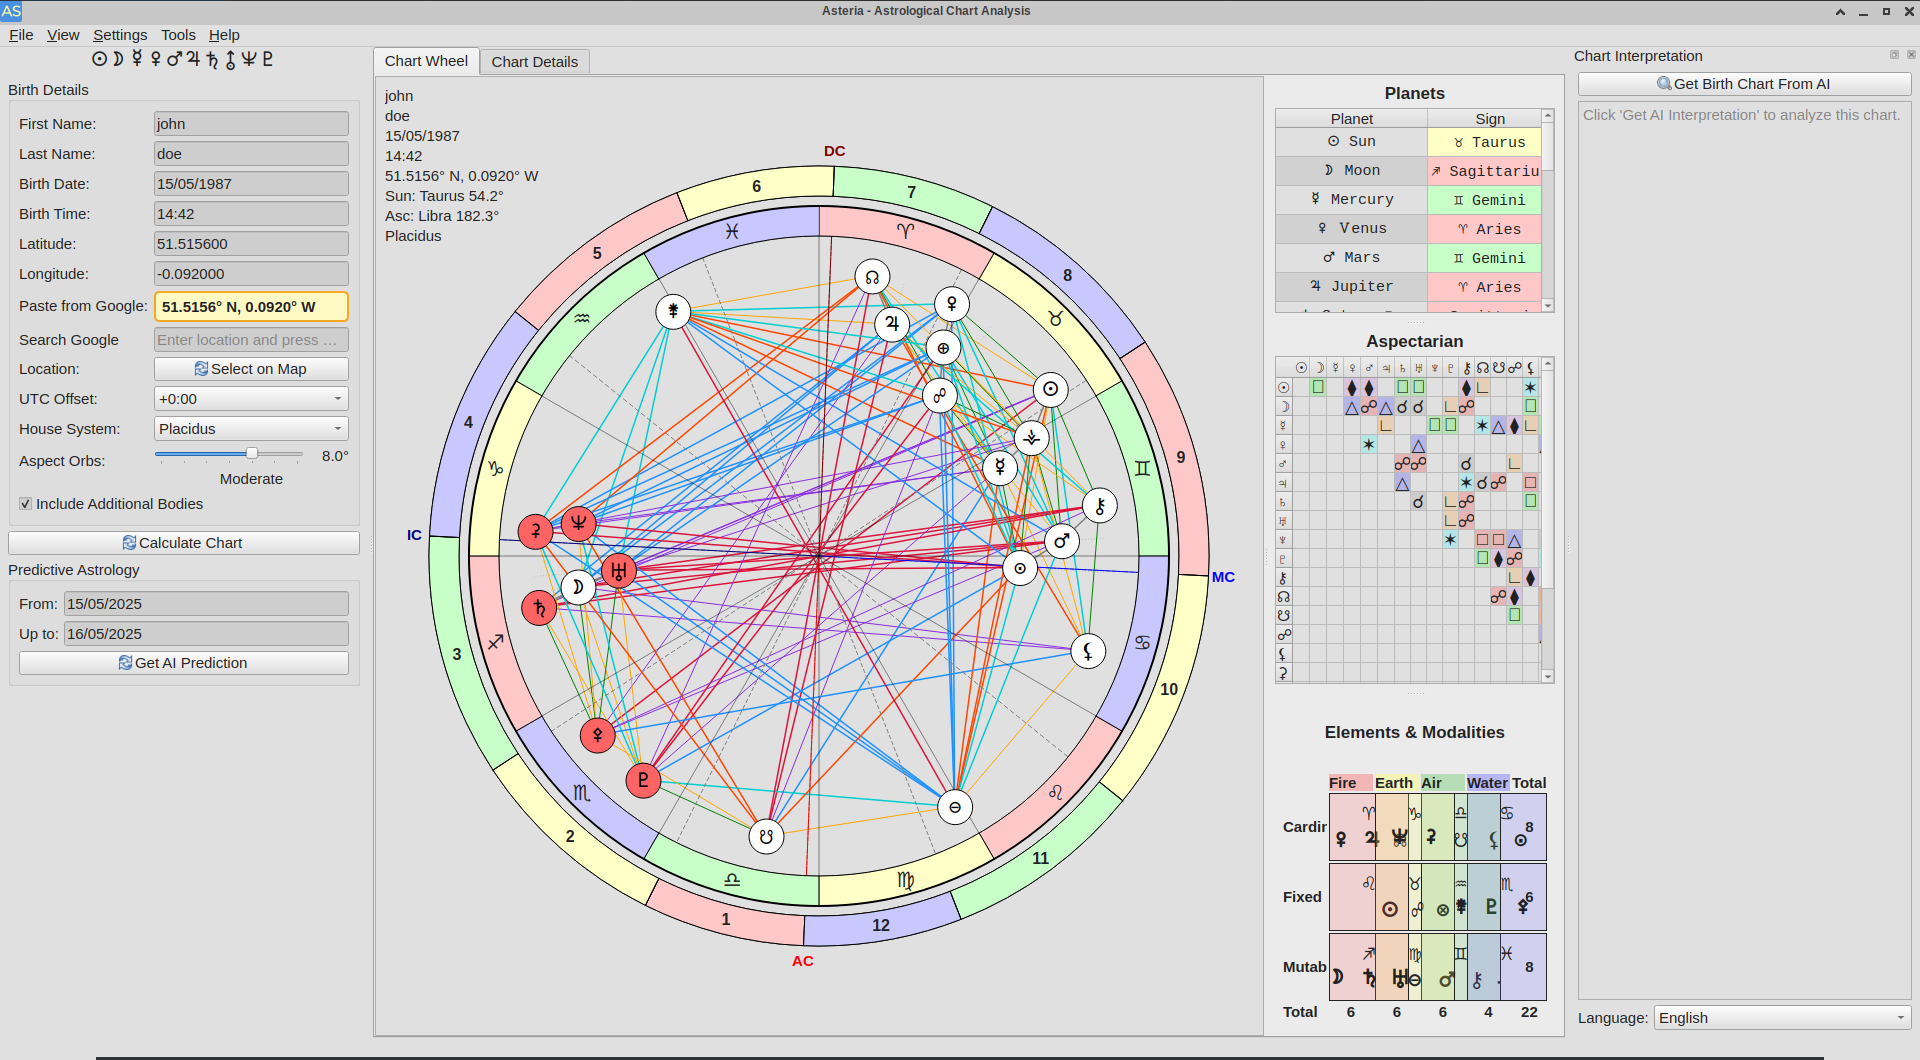 AS
Asteria - Astrological Chart Analysis
File View Settings Tools Help
☉☽☿♀♂♃♄⛢♆♇
Birth Details
First Name: john
Last Name: doe
Birth Date: 15/05/1987
Birth Time: 14:42
Latitude: 51.515600
Longitude: -0.092000
Paste from Google: 51.5156° N, 0.0920° W
Search Google Enter location and press …
Location: Select on Map
UTC Offset: +0:00
House System: Placidus
Aspect Orbs: 8.0°
Moderate
Include Additional Bodies
Calculate Chart
Predictive Astrology
From: 15/05/2025
Up to: 16/05/2025
Get AI Prediction
Chart Wheel Chart Details
john
doe
15/05/1987
14:42
51.5156° N, 0.0920° W
Sun: Taurus 54.2°
Asc: Libra 182.3°
Placidus
DC
6
7
5
8
4
9
IC
MC
3
10
2
11
1
12
AC
Planets
Planet Sign
☉ Sun ♉ Taurus
☽ Moon ♐ Sagittariu
☿ Mercury ♊ Gemini
♀ Venus ♈ Aries
♂ Mars ♊ Gemini
♃ Jupiter ♈ Aries
Aspectarian
Elements & Modalities
Fire Earth Air Water Total
Cardir 8
Fixed 6
Mutab 8
Total 6 6 6 4 22
Chart Interpretation
Get Birth Chart From AI
Click 'Get AI Interpretation' to analyze this chart.
Language: English